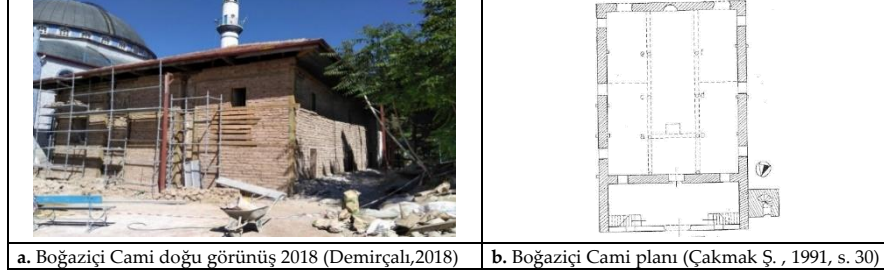 a. Boğaziçi Cami doğu görünüş 2018 (Demirçalı,2018)
b. Boğaziçi Cami planı (Çakmak Ş. , 1991, s. 30)